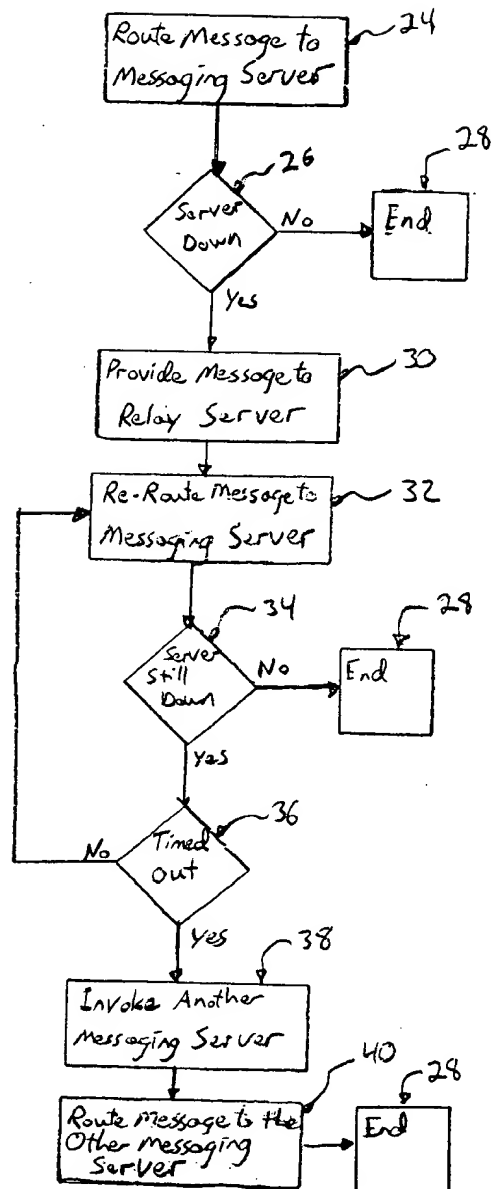 Route Message to
Messaging Server
24
26
28
Server
Down
No
End
Yes
Provide Message to
Relay Server
30
Re-Route Message to
Messaging Server
32
34
28
Server
Still
Down
No
End
Yes
36
Timed
Out
No
Yes
38
Invoke Another
Messaging Server
40
28
Route Message to the
Other Messaging
Server
End